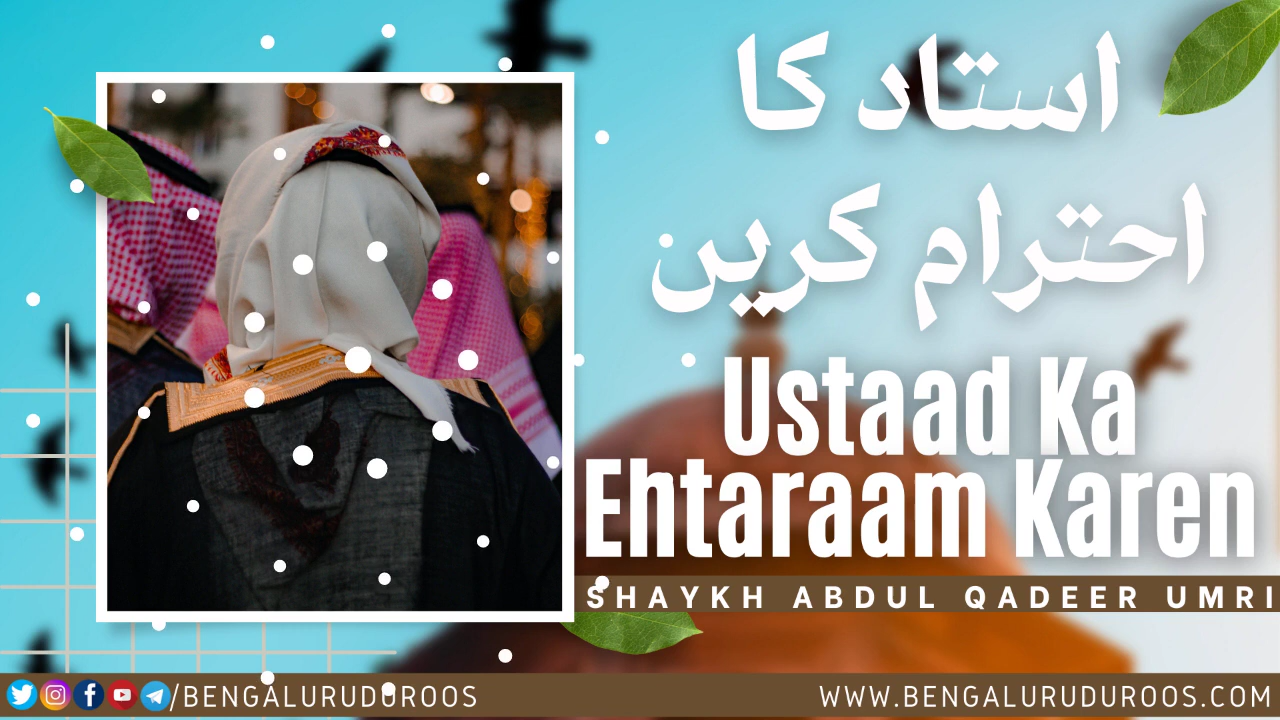 استاد کا
احترام کریں
Ustaad Ka
Ehtaraam Karen
SHAYKH ABDUL QADEER UMRI
/BENGALURUDUROOS
WWW.BENGALURUDUROOS.COM